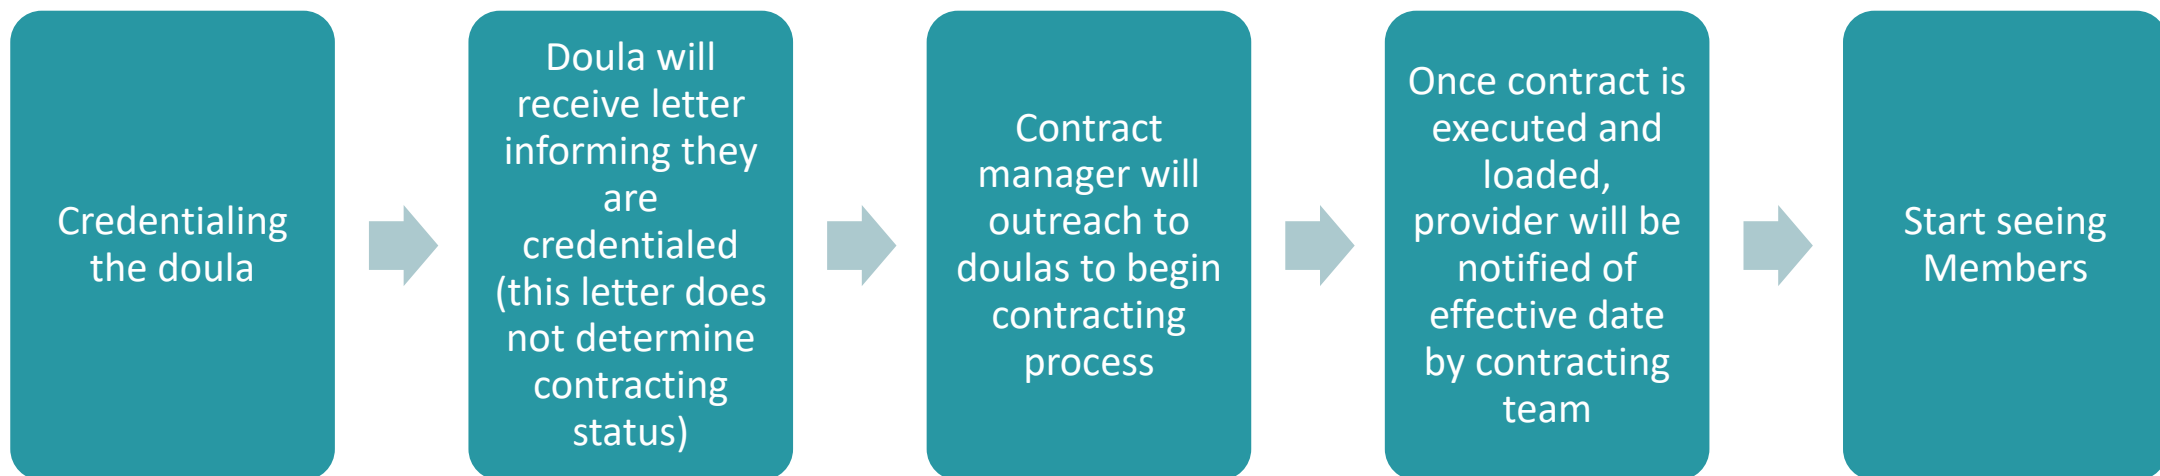 Credentialing
the doula
Doula will
receive letter
informing they
are
credentialed
(this letter does
not determine
contracting
status)
Contract
manager will
outreach to
doulas to begin
contracting
process
Once contract is
executed and
loaded,
provider will be
notified of
effective date
by contracting
team
Start seeing
Members